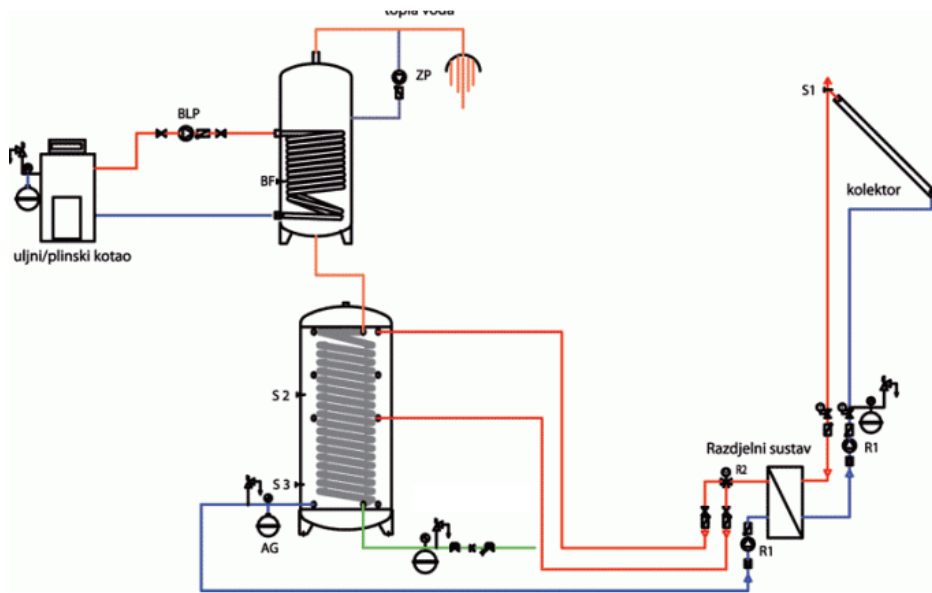 topla voda
ZP
BLP
S1
BF
kolektor
uljni/plinski kotao
S 2
Razdjelni sustav
R1
R2
S 3
AG
R1